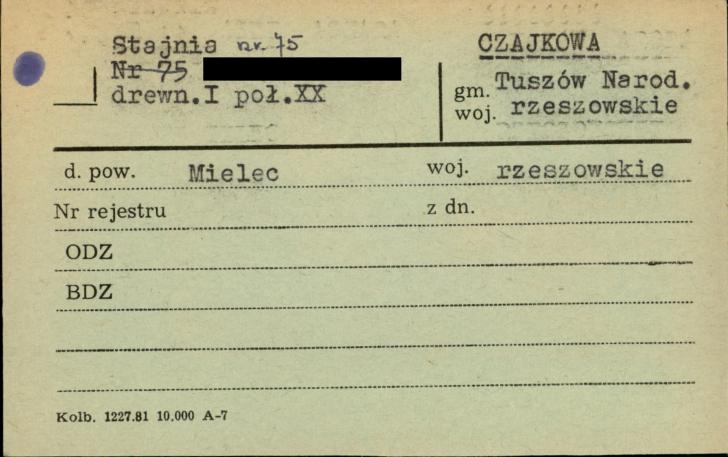 Stajnia nr. 75
Nr 75
drewn.I poł.XX
CZAJKOWA
gm. Tuszów Narod.
woj. rzeszowskie
d. pow. Mielec woj. rzeszowskie
Nr rejestru z dn.
ODZ
BDZ
Kolb. 1227.81 10.000 A-7